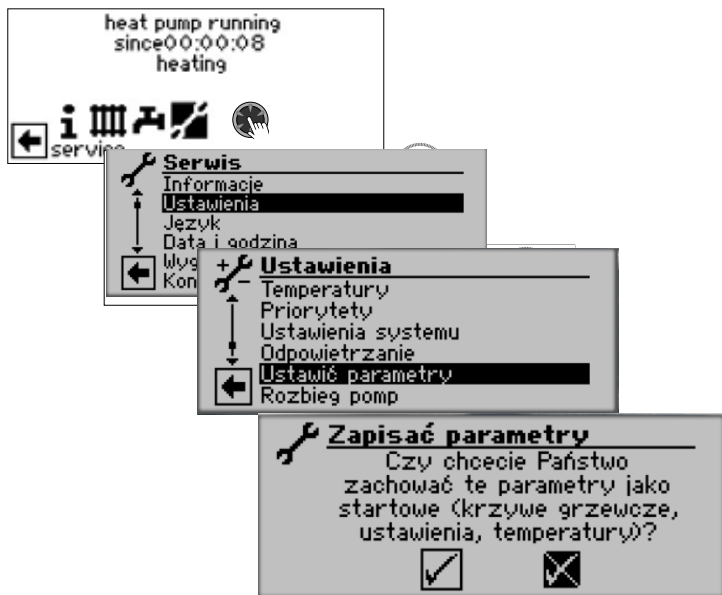 heat pump running
since00:00:08
heating
service
Serwis
Informacje
Ustawienia
Język
Data i godzina
Ustawienia
Temperatury
Priorytety
Ustawienia systemu
Odpowietrzanie
Ustawić parametry
Rozbieg pomp
Zapisać parametry
Czy chcecie Państwo
zachować te parametry jako
startowe (krzywe grzewcze,
ustawienia, temperatury)?